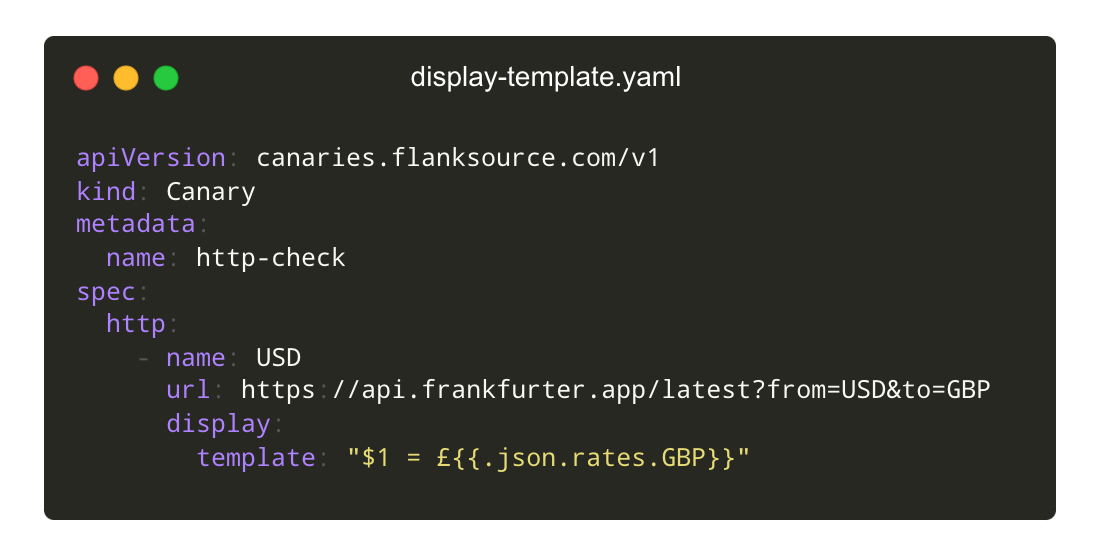 display-template.yaml
apiVersion: canaries.flanksource.com/v1
kind: Canary
metadata:
  name: http-check
spec:
  http:
    - name: USD
      url: https://api.frankfurter.app/latest?from=USD&to=GBP
      display:
        template: "$1 = £{{.json.rates.GBP}}"